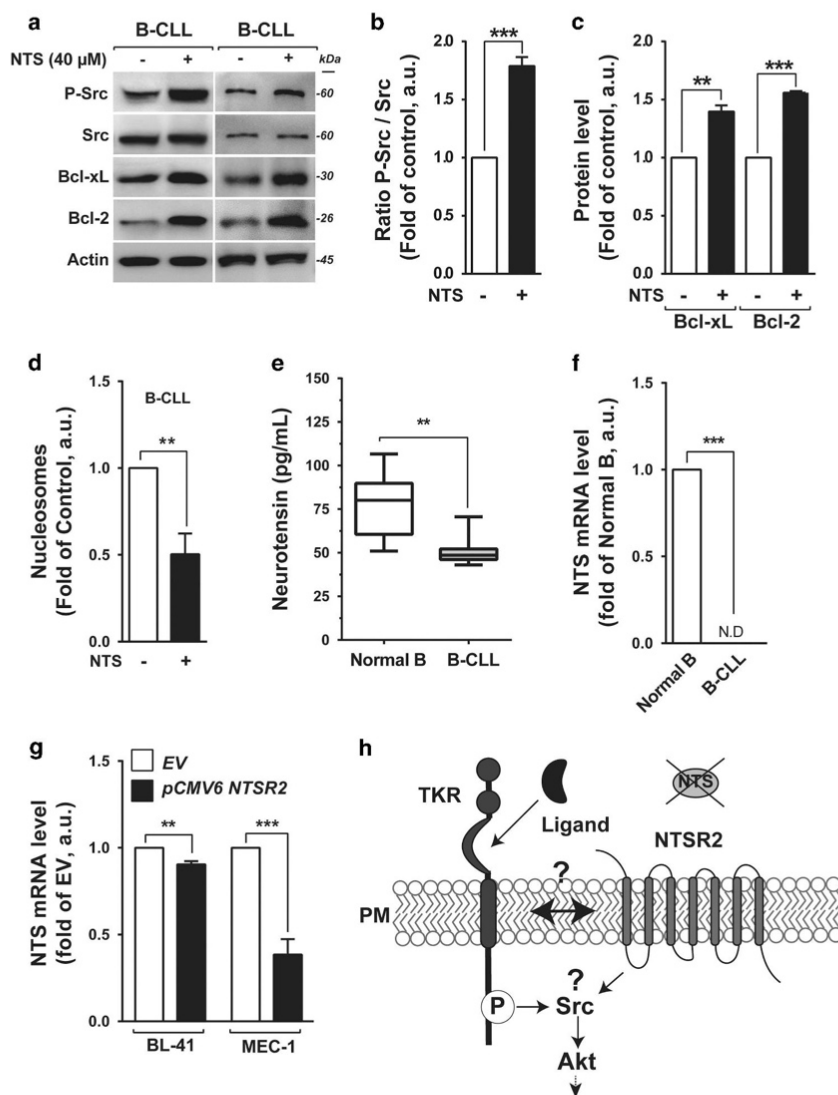 a
B-CLL B-CLL
NTS (40 µM) - + - + kDa
P-Src -60
Src -60
Bcl-xL -30
Bcl-2 -26
Actin -45
b
Ratio P-Src / Src
(Fold of control, a.u.)
2.0
1.5
1.0
0.5
0.0
***
NTS - +
c
Protein level
(Fold of control, a.u.)
2.0
1.5
1.0
0.5
0.0
** ***
NTS - + - +
Bcl-xL Bcl-2
d
Nucleosomes
(Fold of Control, a.u.)
1.5
1.0
0.5
0.0
B-CLL
**
NTS - +
e
Neurotensin (pg/mL)
150
125
100
75
50
25
0
**
Normal B B-CLL
f
NTS mRNA level
(fold of Normal B, a.u.)
1.5
1.0
0.5
0.0
***
N.D
Normal B B-CLL
g
NTS mRNA level
(fold of EV, a.u.)
1.5
1.0
0.5
0.0
EV
pCMV6 NTSR2
** ***
BL-41 MEC-1
h
TKR
Ligand
NTS
NTSR2
PM
?
?
P Src
Akt